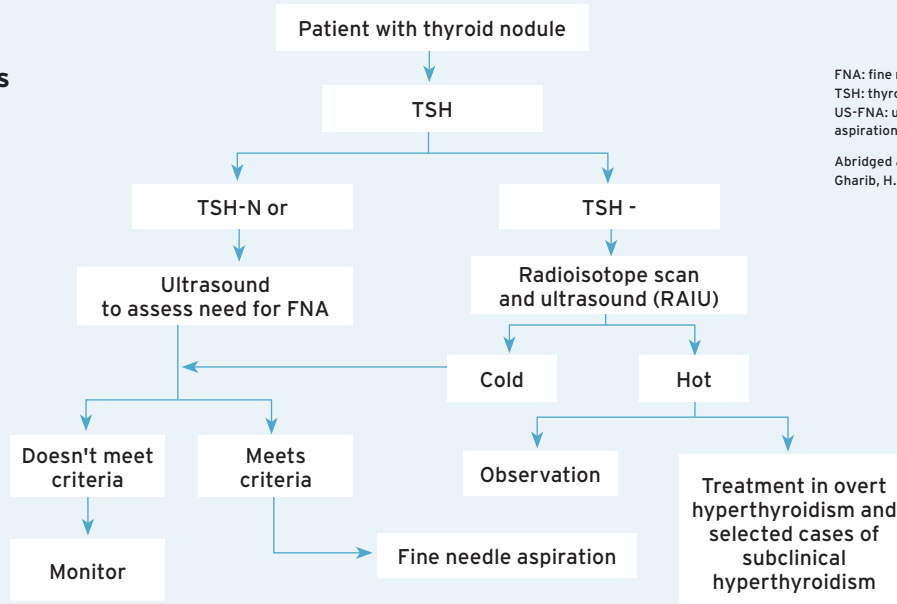 Patient with thyroid nodule
TSH
TSH-N or
TSH -
Ultrasound
to assess need for FNA
Radioisotope scan
and ultrasound (RAIU)
Cold
Hot
Doesn't meet
criteria
Meets
criteria
Observation
Treatment in overt
hyperthyroidism and
selected cases of
subclinical
hyperthyroidism
Monitor
Fine needle aspiration
s
FNA: fine
TSH:
US-FNA:
aspiration
Abridged
Gharib, H.